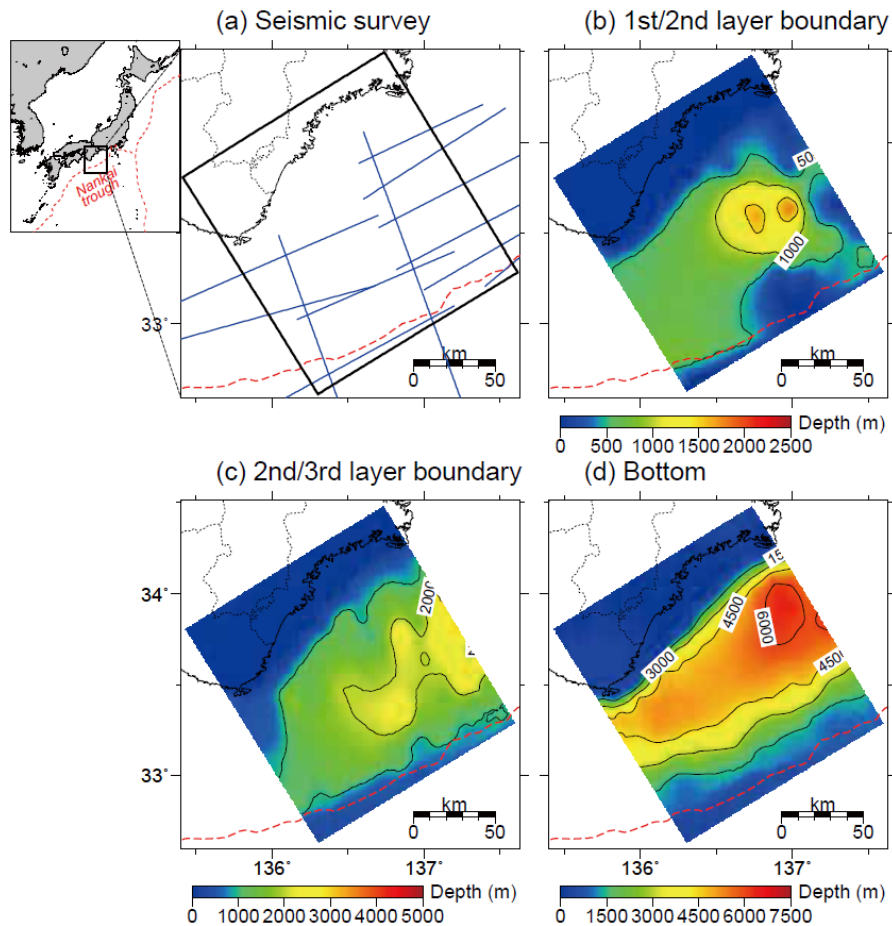 (a) Seismic survey
(b) 1st/2nd layer boundary
Nankai
trough
33°
km
0 50
50
1000
km
0 50
Depth (m)
0 500 1000 1500 2000 2500
(c) 2nd/3rd layer boundary
(d) Bottom
34°
33°
2000
km
0 50
136° 137°
Depth (m)
0 1000 2000 3000 4000 5000
15
4500
6000
3000
450
km
0 50
136° 137°
Depth (m)
0 1500 3000 4500 6000 7500